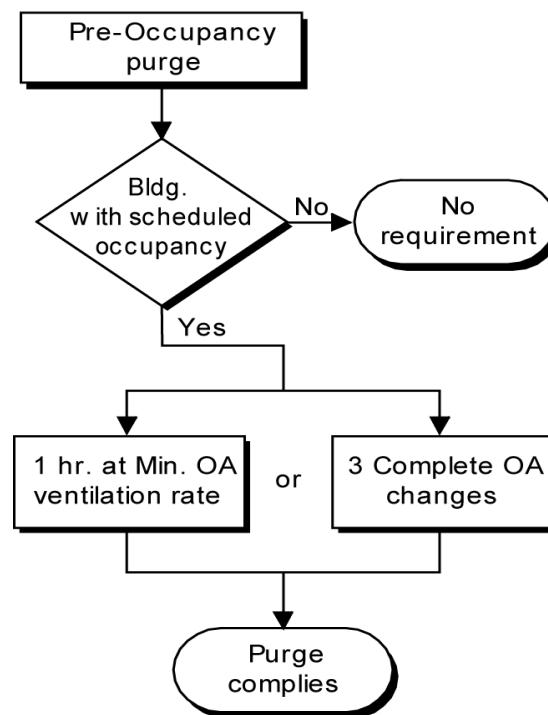 Pre-Occupancy
purge
Bldg.
w ith scheduled
occupancy
No
No
requirement
Yes
1 hr. at Min. OA
ventilation rate
or
3 Complete OA
changes
Purge
complies